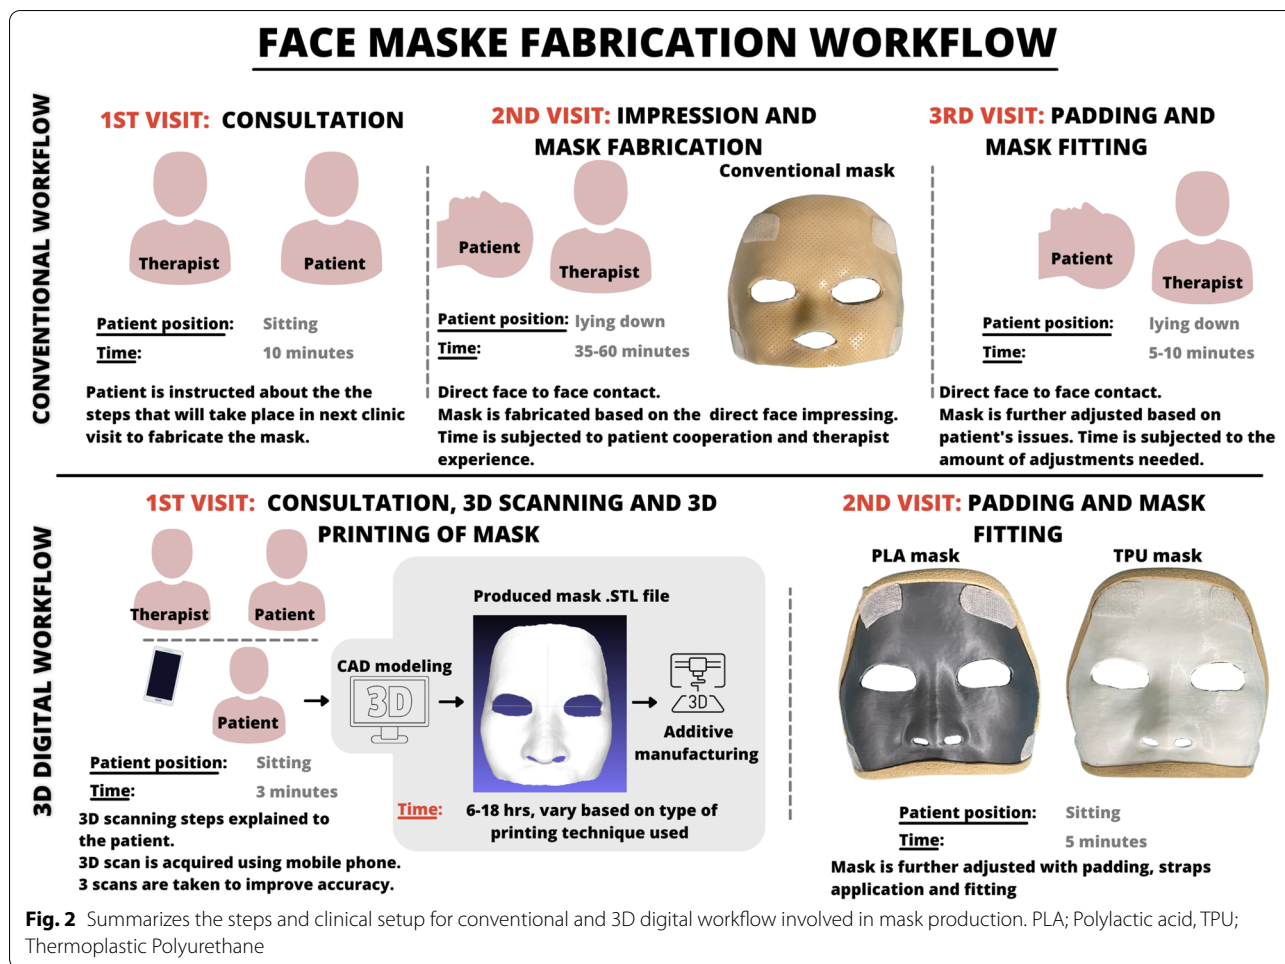 FACE MASKE FABRICATION WORKFLOW
CONVENTIONAL WORKFLOW
1ST VISIT: CONSULTATION
Therapist
Patient
Patient position: Sitting
Time: 10 minutes
Patient is instructed about the the
steps that will take place in next clinic
visit to fabricate the mask.
2ND VISIT: IMPRESSION AND
MASK FABRICATION
Conventional mask
Patient
Therapist
Patient position: lying down
Time: 35-60 minutes
Direct face to face contact.
Mask is fabricated based on the direct face impressing.
Time is subjected to patient cooperation and therapist
experience.
3RD VISIT: PADDING AND
MASK FITTING
Patient
Therapist
Patient position: lying down
Time: 5-10 minutes
Direct face to face contact.
Mask is further adjusted based on
patient's issues. Time is subjected to the
amount of adjustments needed.
3D DIGITAL WORKFLOW
1ST VISIT: CONSULTATION, 3D SCANNING AND 3D
PRINTING OF MASK
Therapist
Patient
Patient
Patient position: Sitting
Time: 3 minutes
3D scanning steps explained to
the patient.
3D scan is acquired using mobile phone.
3 scans are taken to improve accuracy.
CAD modeling
3D
Produced mask .STL file
3D
Additive
manufacturing
Time: 6-18 hrs, vary based on type of
printing technique used
2ND VISIT: PADDING AND MASK
FITTING
PLA mask
TPU mask
Patient position: Sitting
Time: 5 minutes
Mask is further adjusted with padding, straps
application and fitting
Fig. 2 Summarizes the steps and clinical setup for conventional and 3D digital workflow involved in mask production. PLA; Polylactic acid, TPU;
Thermoplastic Polyurethane